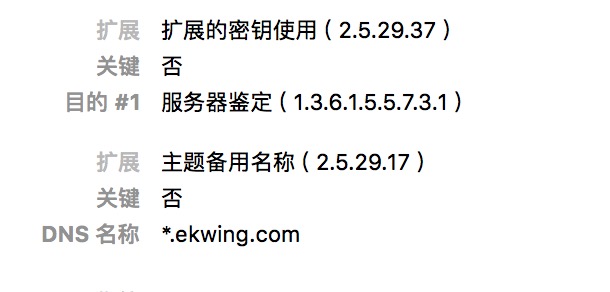 扩展 扩展的密钥使用 ( 2.5.29.37 )
关键 否
目的 #1 服务器鉴定 ( 1.3.6.1.5.5.7.3.1 )
扩展 主题备用名称 ( 2.5.29.17 )
关键 否
DNS 名称 *.ekwing.com